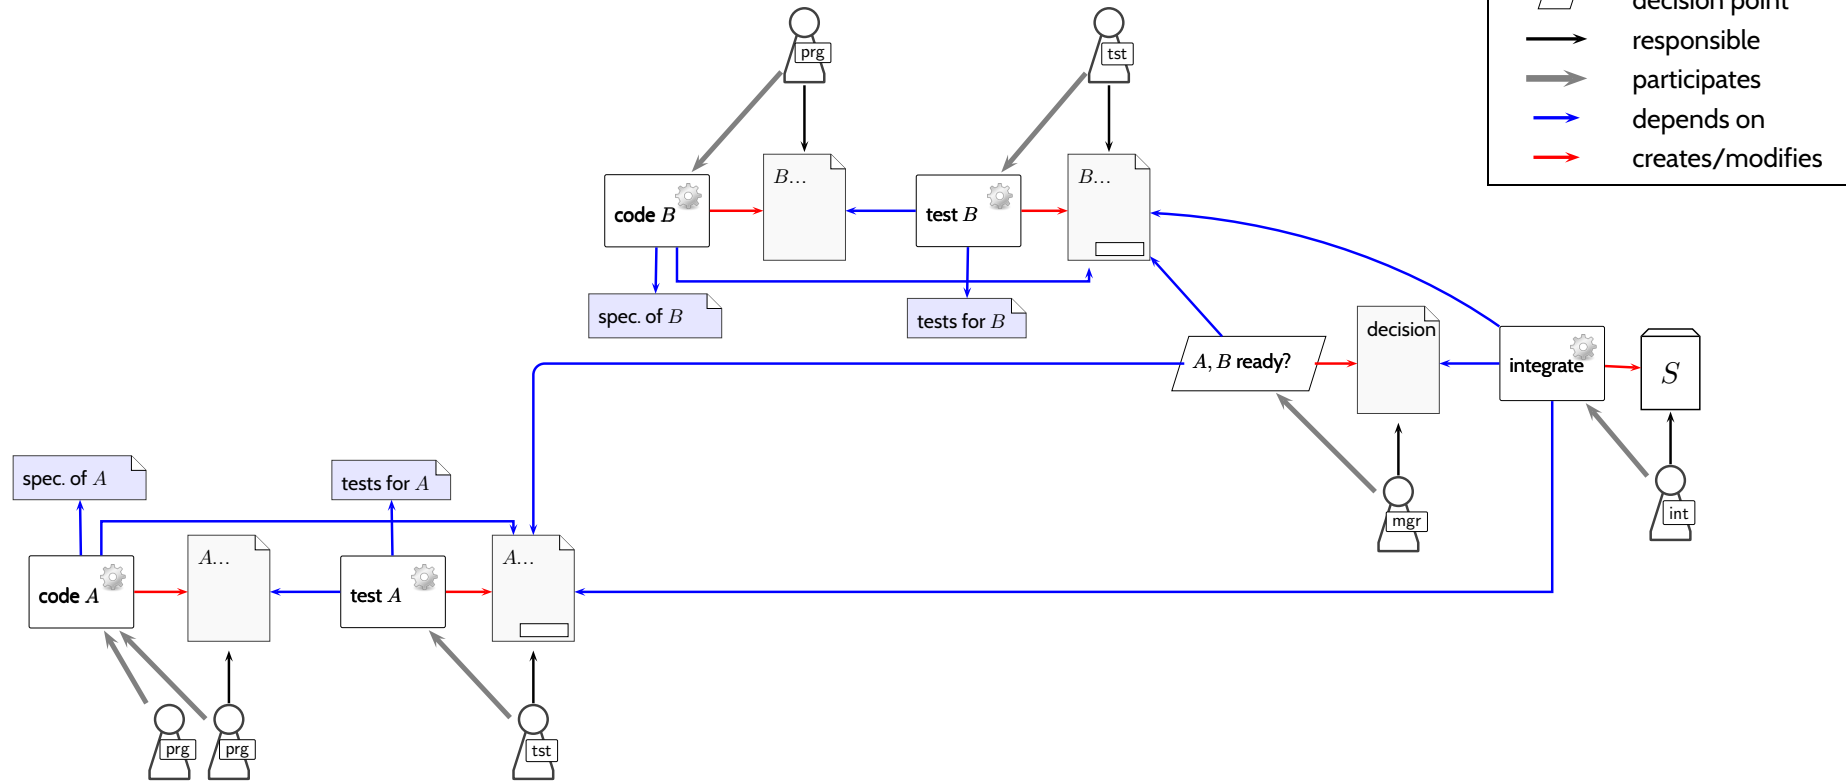 decision point
responsible
participates
depends on
creates/modifies
prg
tst
code B
B...
test B
B...
spec. of B
tests for B
A, B ready?
decision
integrate
S
spec. of A
tests for A
mgr
int
code A
A...
test A
A...
prg
prg
tst